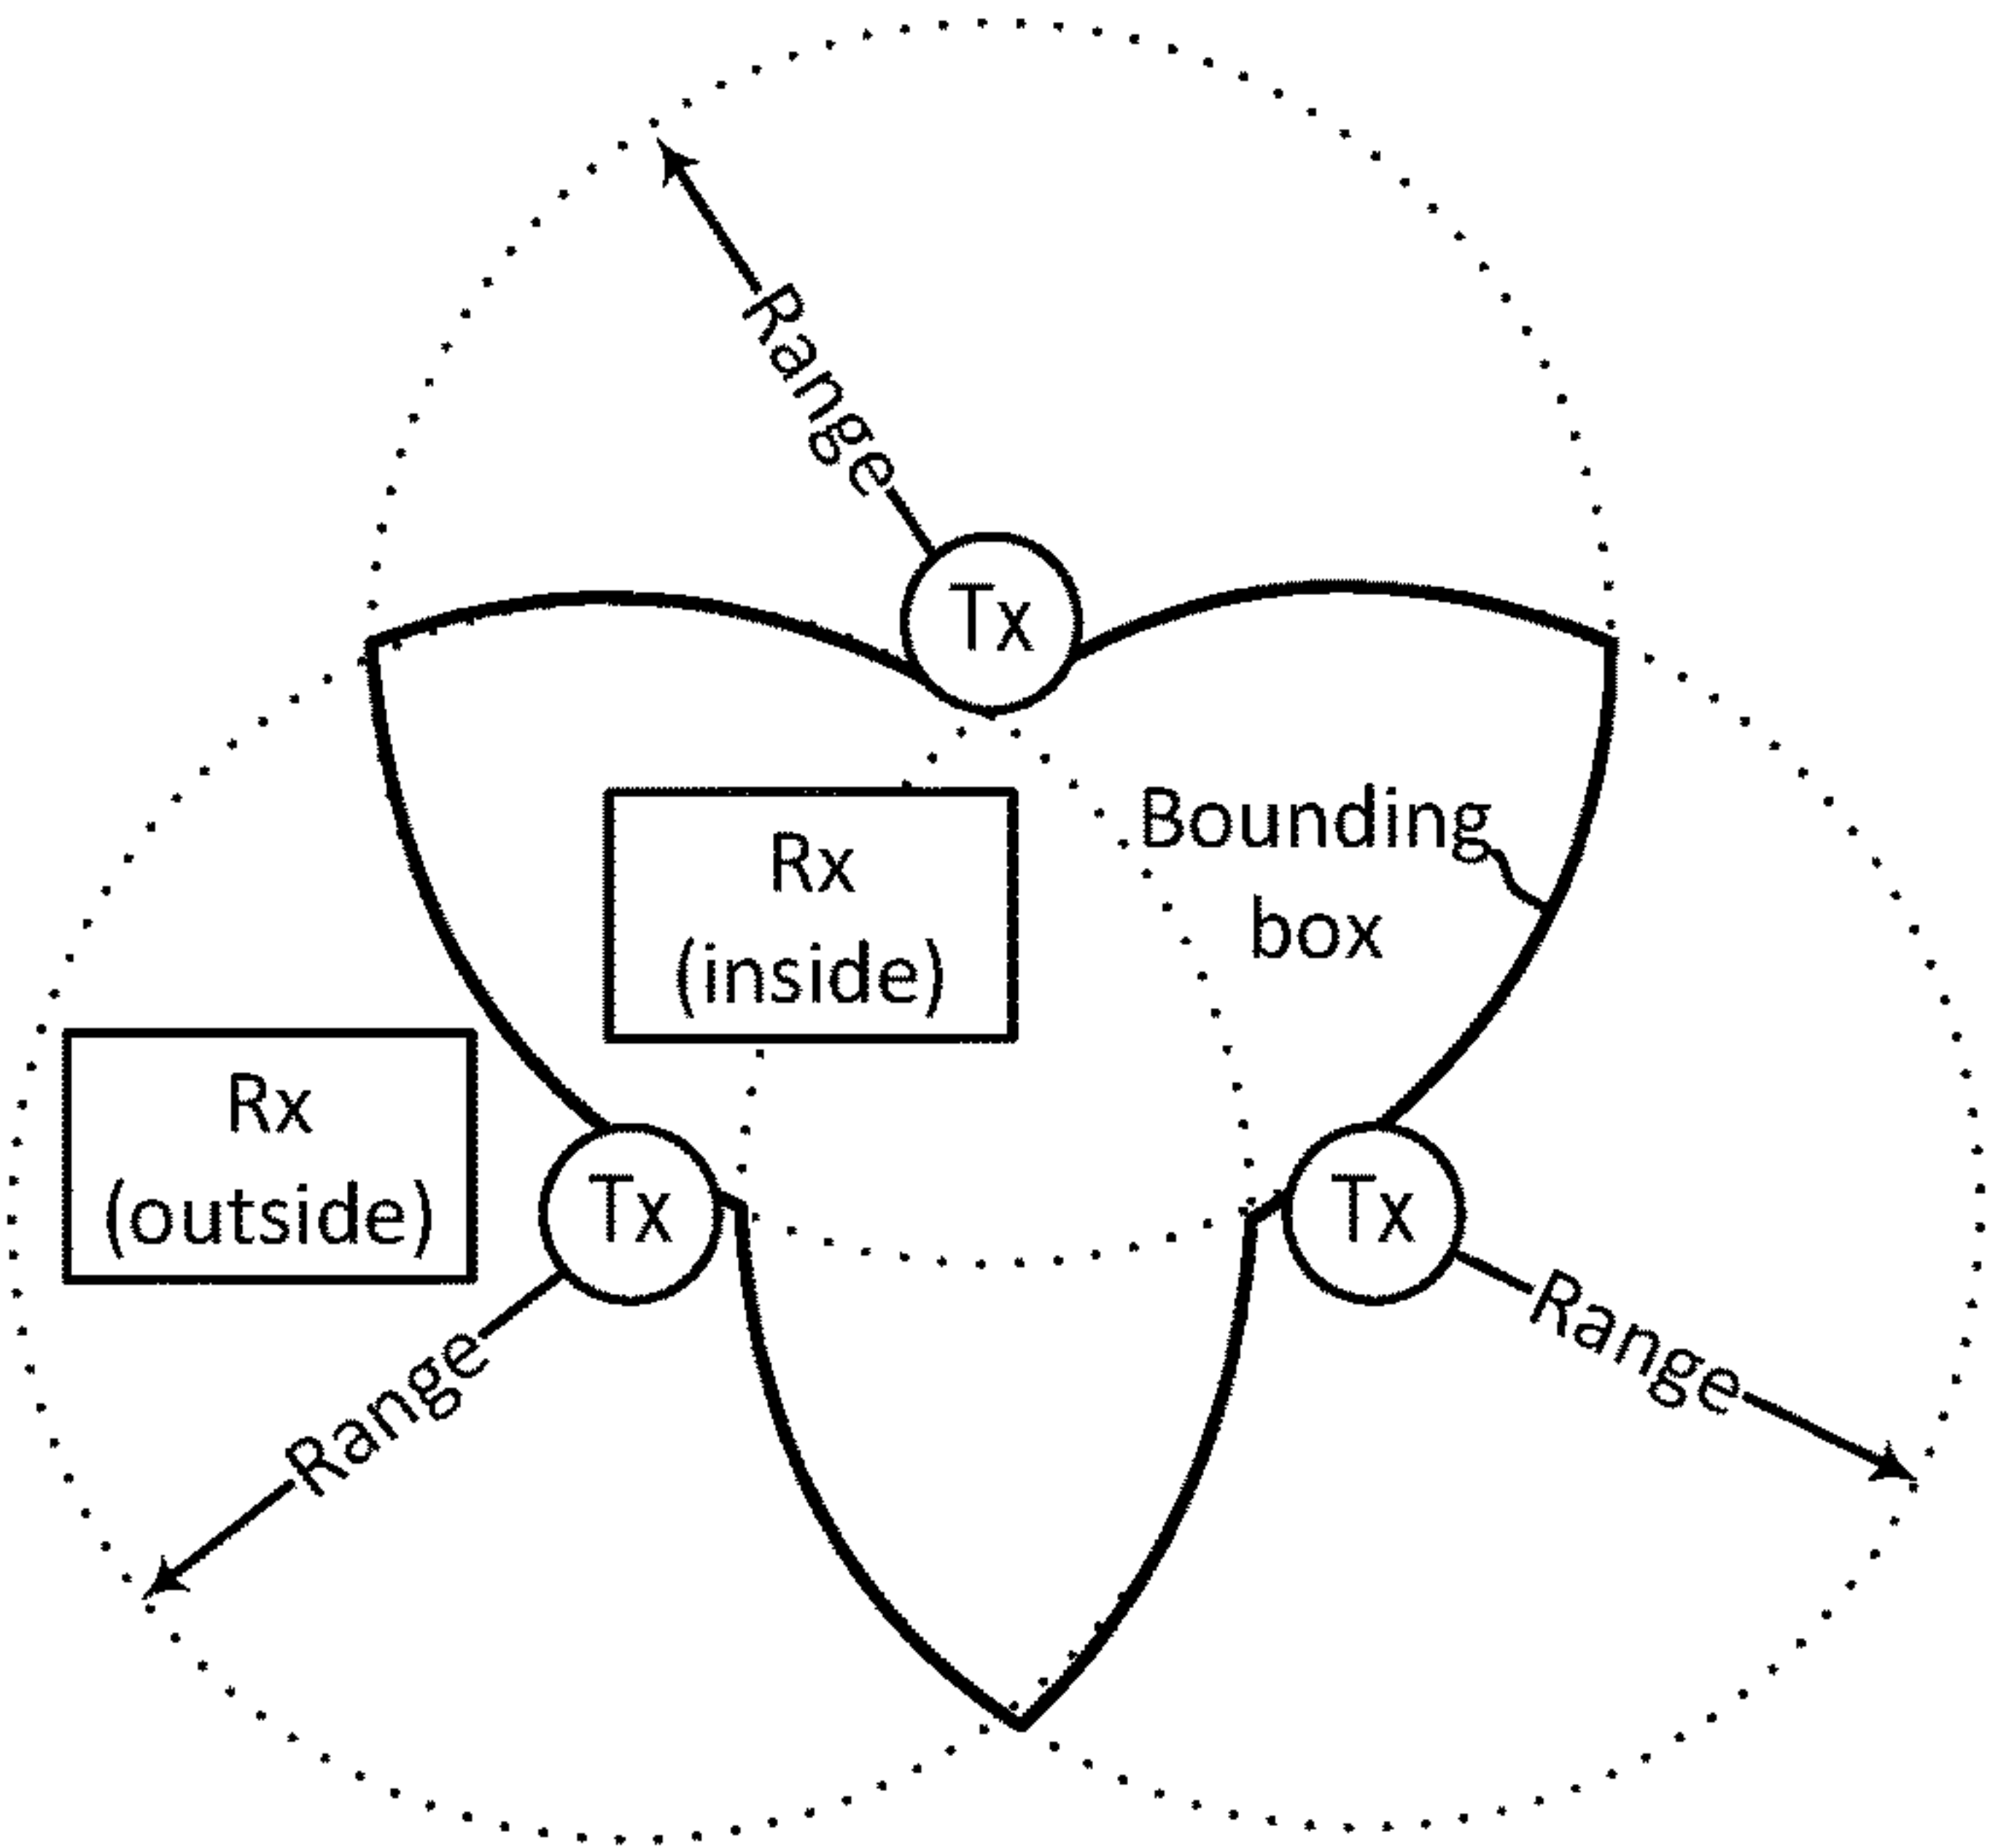 Range
Tx
Bounding
box
Rx
(inside)
Rx
(outside)
Tx
Tx
Range
Range